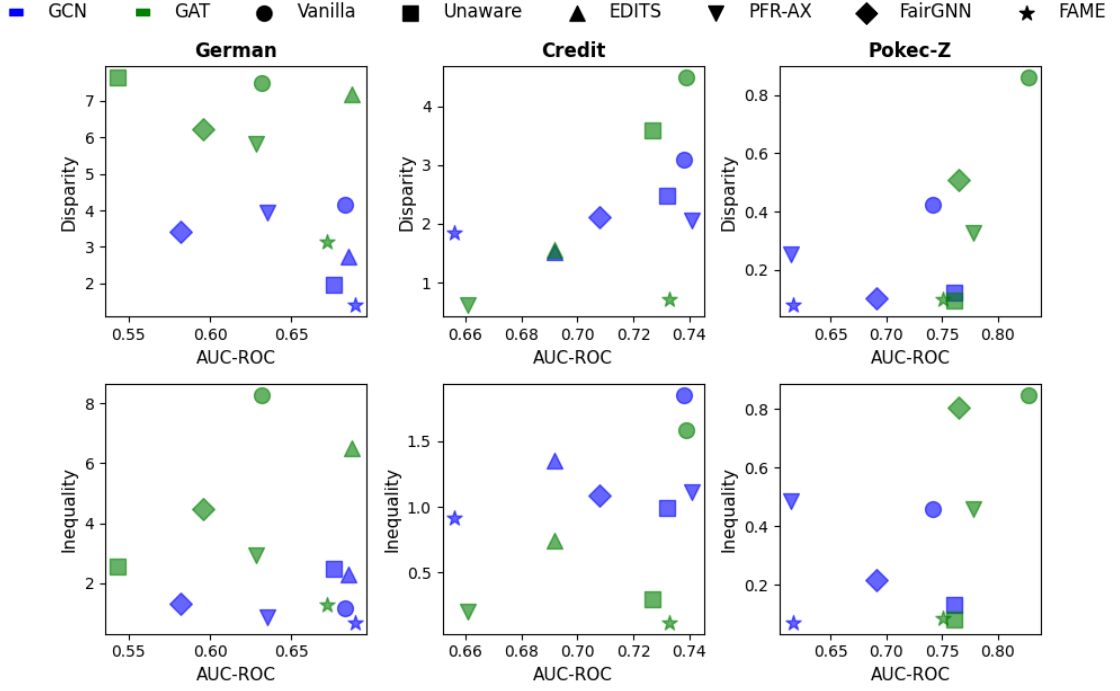 GCN GAT Vanilla Unaware EDITS PFR-AX FairGNN FAME
German Credit Pokec-Z
Disparity
7
6
5
4
3
2
0.55 0.60 0.65
AUC-ROC
Disparity
4
3
2
1
0.66 0.68 0.70 0.72 0.74
AUC-ROC
Disparity
0.8
0.6
0.4
0.2
0.65 0.70 0.75 0.80
AUC-ROC
Inequality
8
6
4
2
0.55 0.60 0.65
AUC-ROC
Inequality
1.5
1.0
0.5
0.66 0.68 0.70 0.72 0.74
AUC-ROC
Inequality
0.8
0.6
0.4
0.2
0.65 0.70 0.75 0.80
AUC-ROC